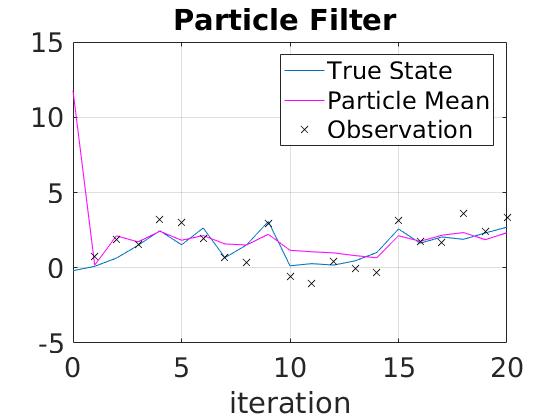 Particle Filter
15
10
5
0
-5
True State
Particle Mean
Observation
0 5 10 15 20
iteration